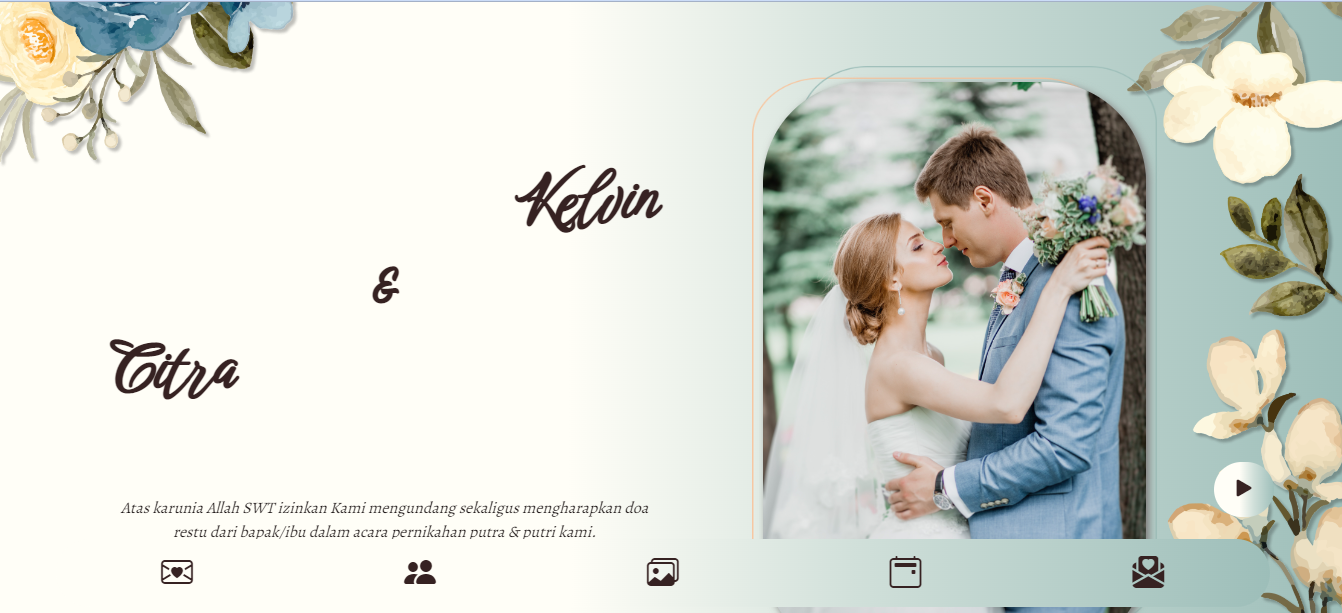 Kelvin
&
Citra
Atas karunia Allah SWT izinkan Kami mengundang sekaligus mengharapkan doa
restu dari bapak/ibu dalam acara pernikahan putra & putri kami.